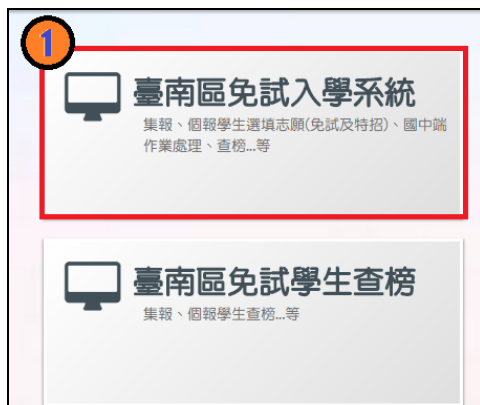 1
臺南區免試入學系統
集報、個報學生選填志願(免試及特招)、國中端
作業處理、查榜...等
臺南區免試學生查榜
集報、個報學生查榜...等